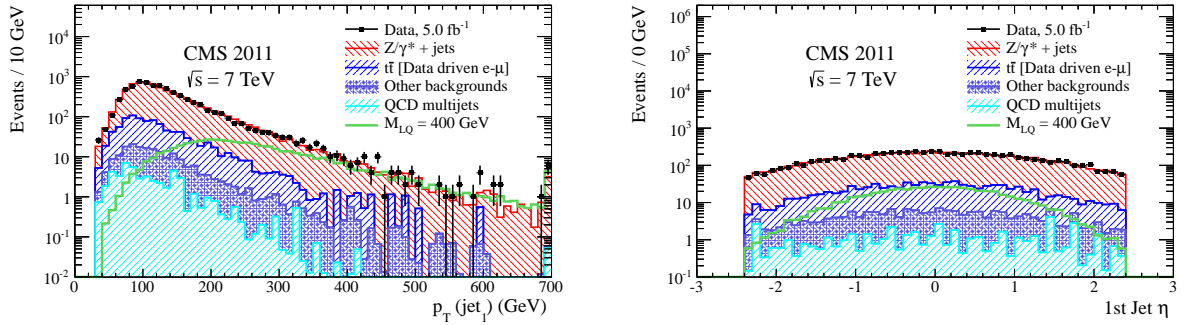 Events / 10 GeV
10³
10²
10
1
10⁻¹
10⁻²
CMS 2011
√s = 7 TeV
Data, 5.0 fb⁻¹
Z/γ* + jets
tt̄ [Data driven e-μ]
Other backgrounds
QCD multijets
M_LQ = 400 GeV
0 100 200 300 400 500 600 700
p_T (jet_1) (GeV)
Events / 0 GeV
10⁶
10⁵
10⁴
10³
10²
10
1
10⁻¹
CMS 2011
√s = 7 TeV
Data, 5.0 fb⁻¹
Z/γ* + jets
tt̄ [Data driven e-μ]
Other backgrounds
QCD multijets
M_LQ = 400 GeV
-3 -2 -1 0 1 2 3
1st Jet η